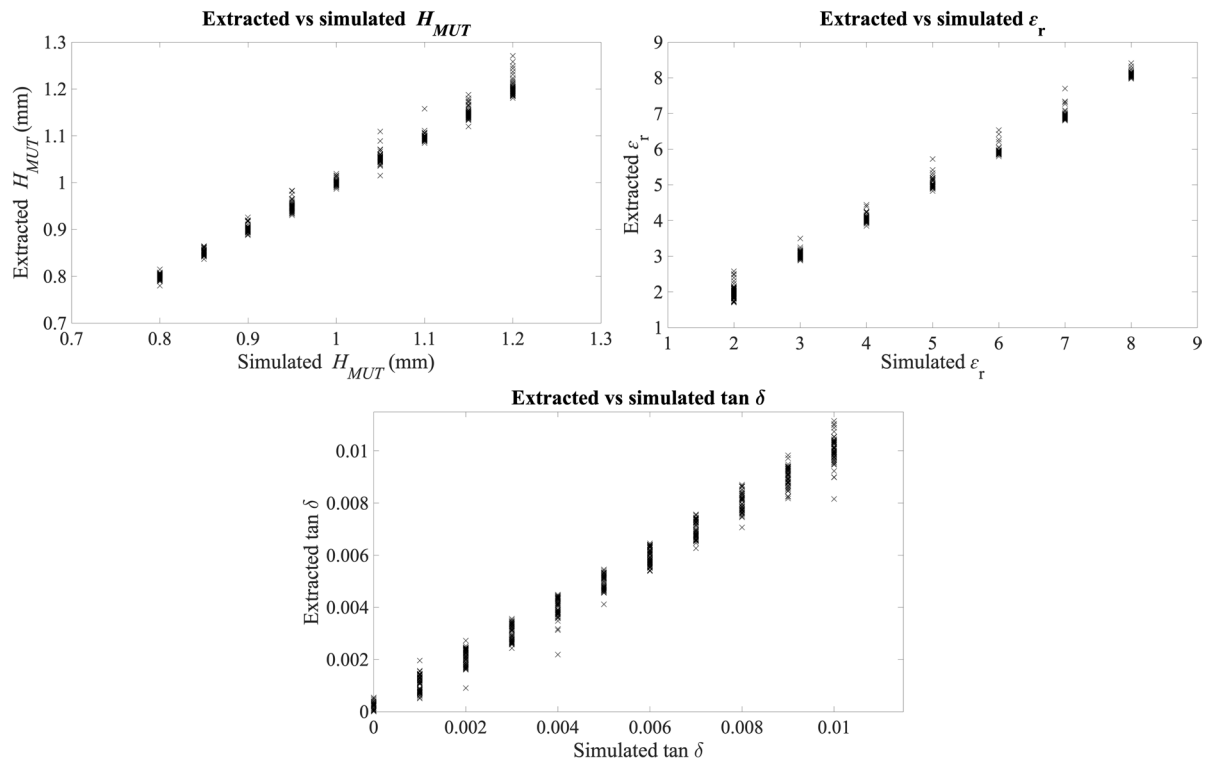 Extracted vs simulated H_MUT
Extracted H_MUT (mm)
1.3
1.2
1.1
1
0.9
0.8
0.7
0.7 0.8 0.9 1 1.1 1.2 1.3
Simulated H_MUT (mm)
Extracted vs simulated ε_r
Extracted ε_r
9
8
7
6
5
4
3
2
1
1 2 3 4 5 6 7 8 9
Simulated ε_r
Extracted vs simulated tan δ
Extracted tan δ
0.01
0.008
0.006
0.004
0.002
0
0 0.002 0.004 0.006 0.008 0.01
Simulated tan δ